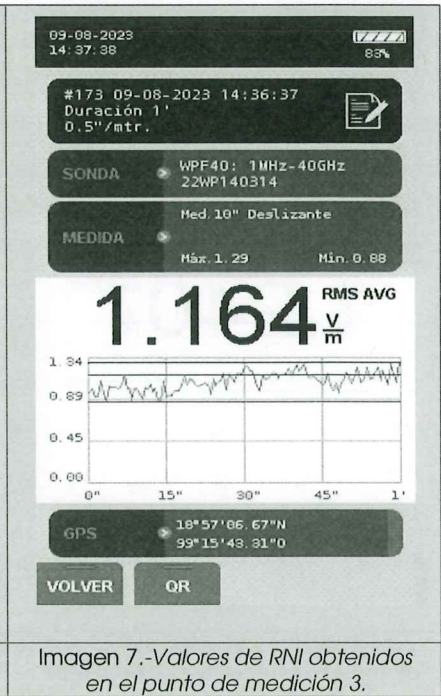 09-08-2023
14:37:38
83%
#173 09-08-2023 14:36:37
Duración 1'
0.5"/mtr.
SONDA
WPF40: 1MHz-40GHz
22WP140314
MEDIDA
Med.10" Deslizante
Máx.1.29 Mín.0.88
1.164 RMS AVG
V/m
1.34
0.89
0.45
0.00
0" 15" 30" 45" 1'
GPS
18°57'06.67"N
99°15'43.31"O
VOLVER QR
Imagen 7.-Valores de RNI obtenidos
en el punto de medición 3.